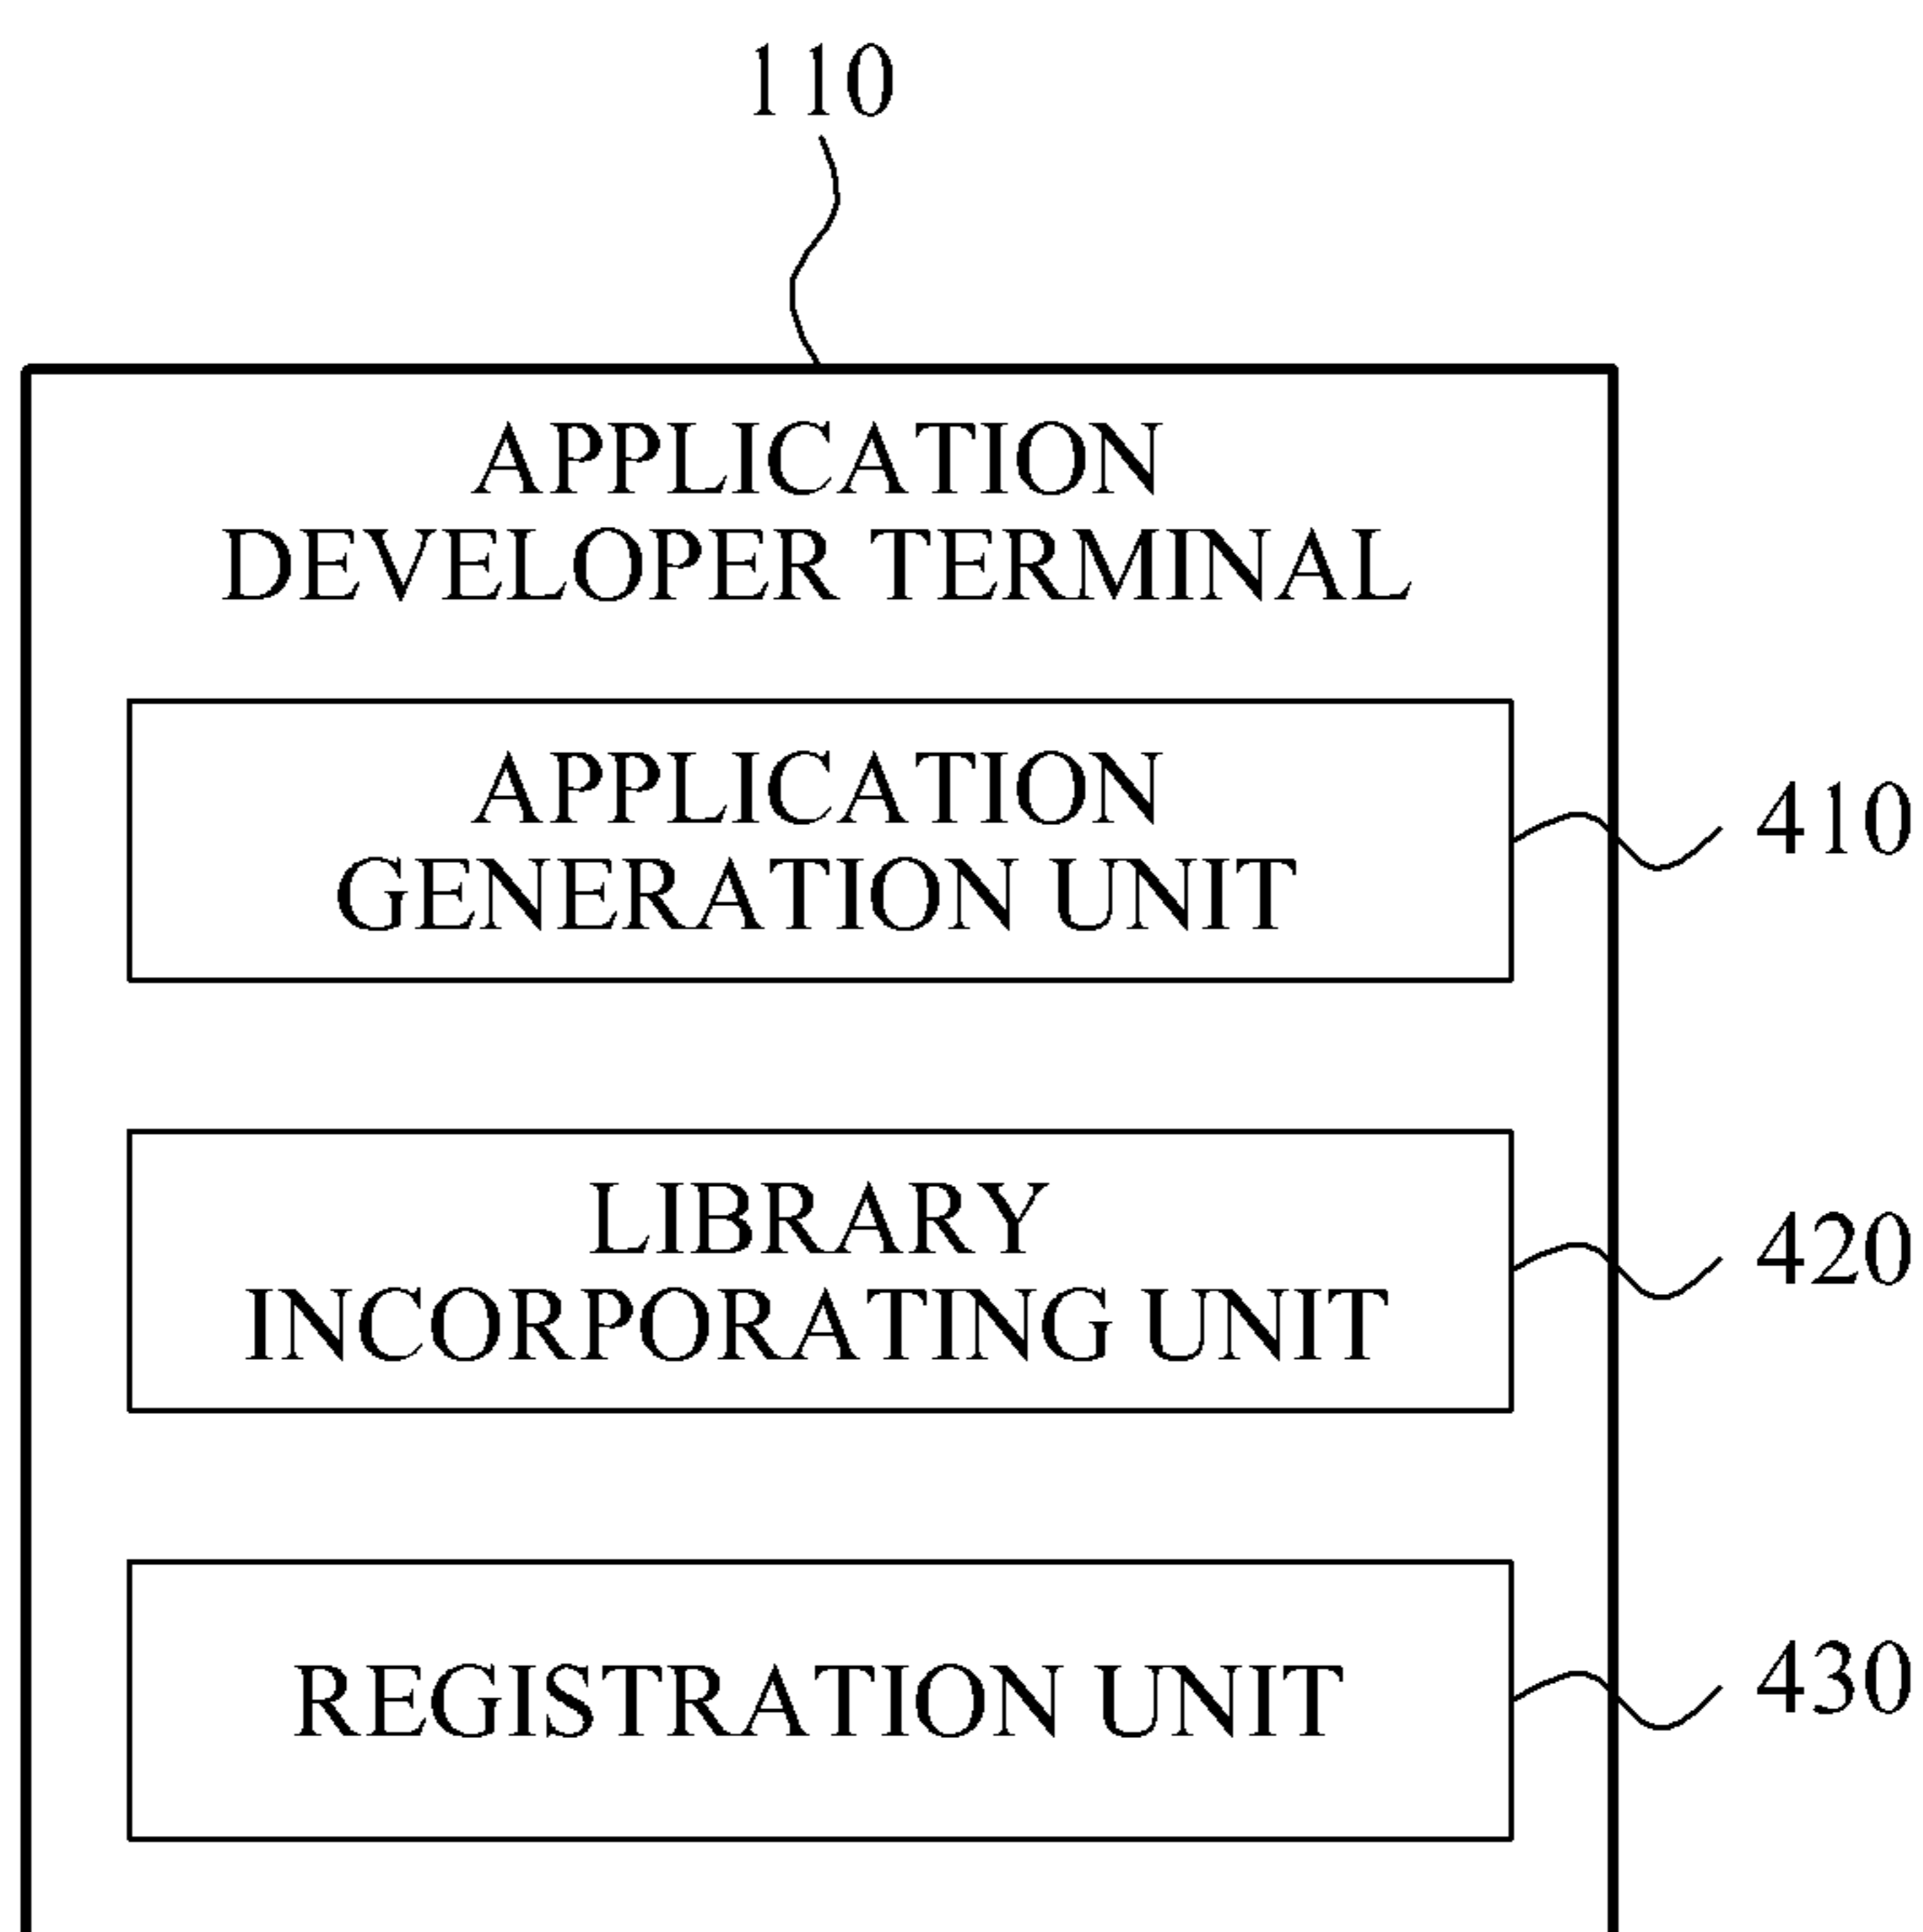 110
APPLICATION
DEVELOPER TERMINAL
APPLICATION
GENERATION UNIT
410
LIBRARY
INCORPORATING UNIT
420
REGISTRATION UNIT
430